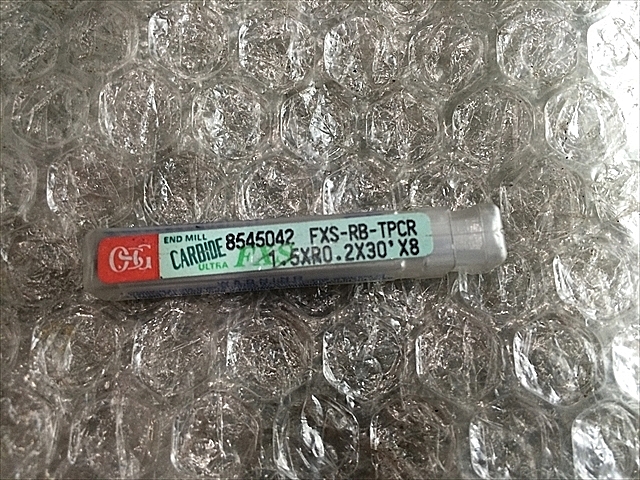 OSG
END MILL
CARBIDE
ULTRA
FXS
8545042 FXS-RB-TPCR
1.5XR0.2X30'X8